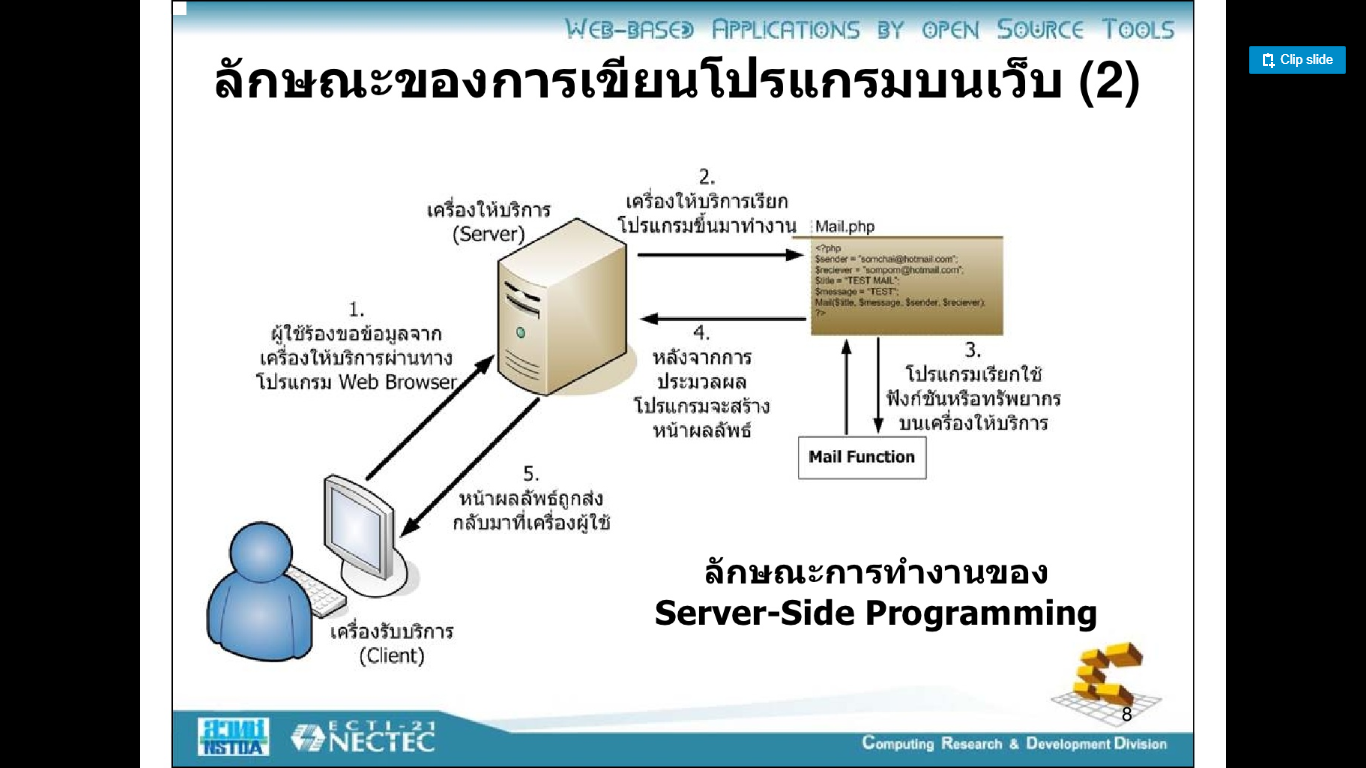 WEB-BASED APPLICATIONS BY OPEN SOURCE TOOLS
Clip slide
ลักษณะของการเขียนโปรแกรมบนเว็บ (2)
2.
เครื่องให้บริการเรียก
โปรแกรมขึ้นมาทำงาน
เครื่องให้บริการ
(Server)
Mail.php
<?php
$sender = "somchai@hotmail.com";
$reciever = "somporn@hotmail.com";
$title = "TEST MAIL";
$message = "TEST";
Mail($title, $message, $sender, $reciever);
?>
1.
ผู้ใช้ร้องขอข้อมูลจาก
เครื่องให้บริการผ่านทาง
โปรแกรม Web Browser
4.
หลังจากการ
ประมวลผล
โปรแกรมจะสร้าง
หน้าผลลัพธ์
3.
โปรแกรมเรียกใช้
ฟังก์ชันหรือทรัพยากร
บนเครื่องให้บริการ
Mail Function
5.
หน้าผลลัพธ์ถูกส่ง
กลับมาที่เครื่องผู้ใช้
ลักษณะการทำงานของ
Server-Side Programming
เครื่องรับบริการ
(Client)
8
สวทช
NSTDA
ECTI-21
NECTEC
Computing Research & Development Division